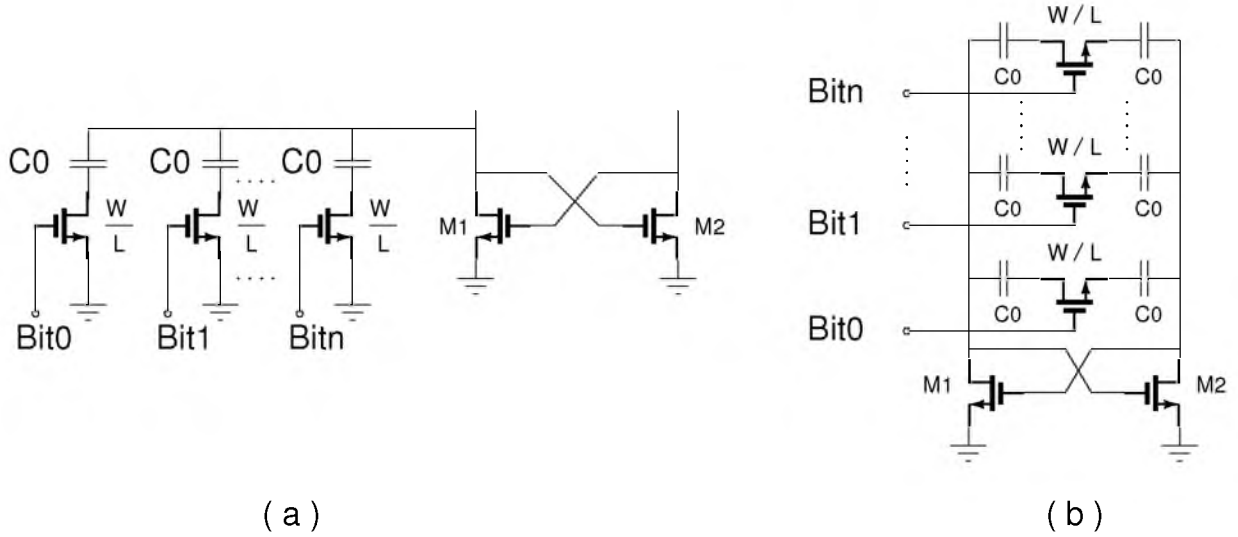 C0 C0 C0
.... 
W W W
L L L
....
Bit0 Bit1 Bitn
M1 M2
( a )
W / L
C0 C0
Bitn
W / L
C0 C0
Bit1
W / L
C0 C0
Bit0
M1 M2
( b )